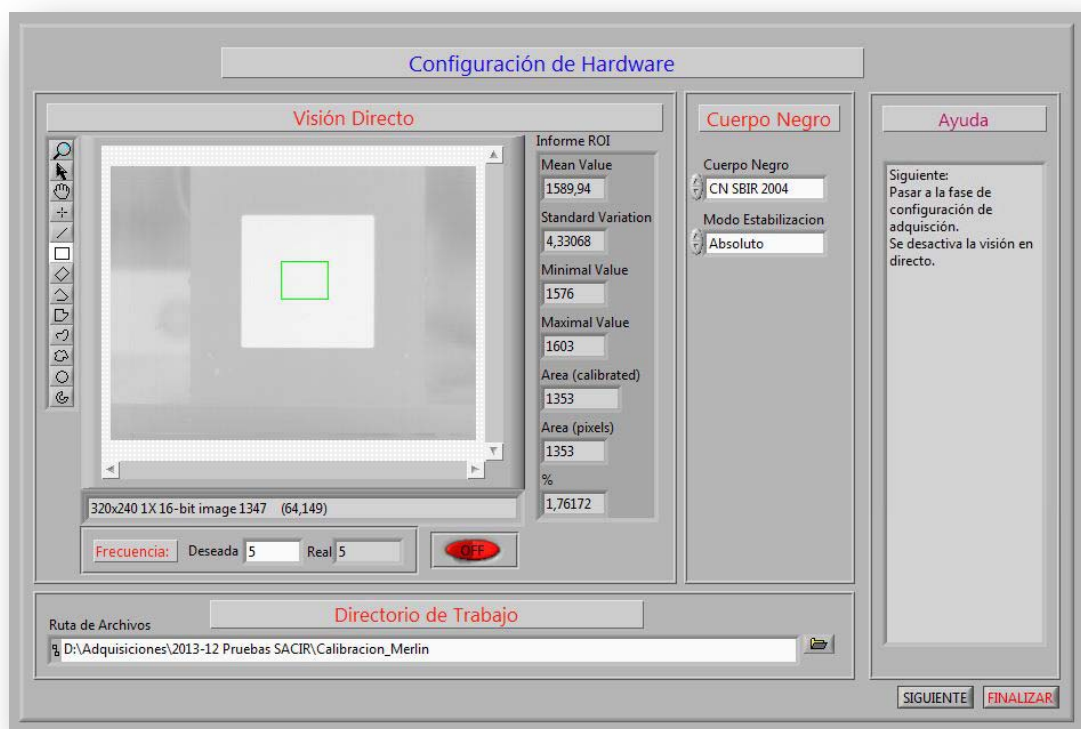 Configuración de Hardware
Visión Directo
Informe ROI
Mean Value
1589,94
Standard Variation
4,33068
Minimal Value
1576
Maximal Value
1603
Area (calibrated)
1353
Area (pixels)
1353
%
1,76172
320x240 1X 16-bit image 1347 (64,149)
Frecuencia: Deseada 5 Real 5
OFF
Cuerpo Negro
Cuerpo Negro
CN SBIR 2004
Modo Estabilizacion
Absoluto
Ayuda
Siguiente:
Pasar a la fase de
configuración de
adquisción.
Se desactiva la visión en
directo.
Directorio de Trabajo
Ruta de Archivos
D:\Adquisiciones\2013-12 Pruebas SACIR\Calibracion_Merlin
SIGUIENTE FINALIZAR